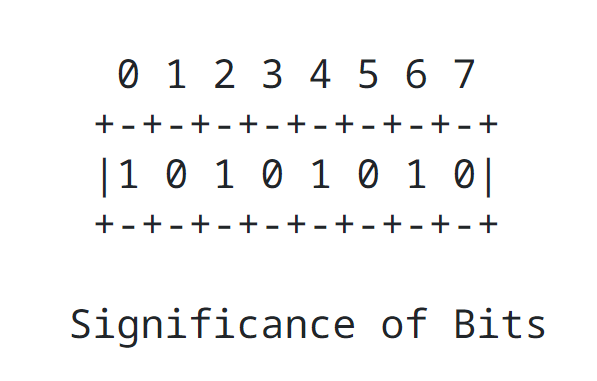 0 1 2 3 4 5 6 7
+-+-+-+-+-+-+-+-+
|1 0 1 0 1 0 1 0|
+-+-+-+-+-+-+-+-+
Significance of Bits